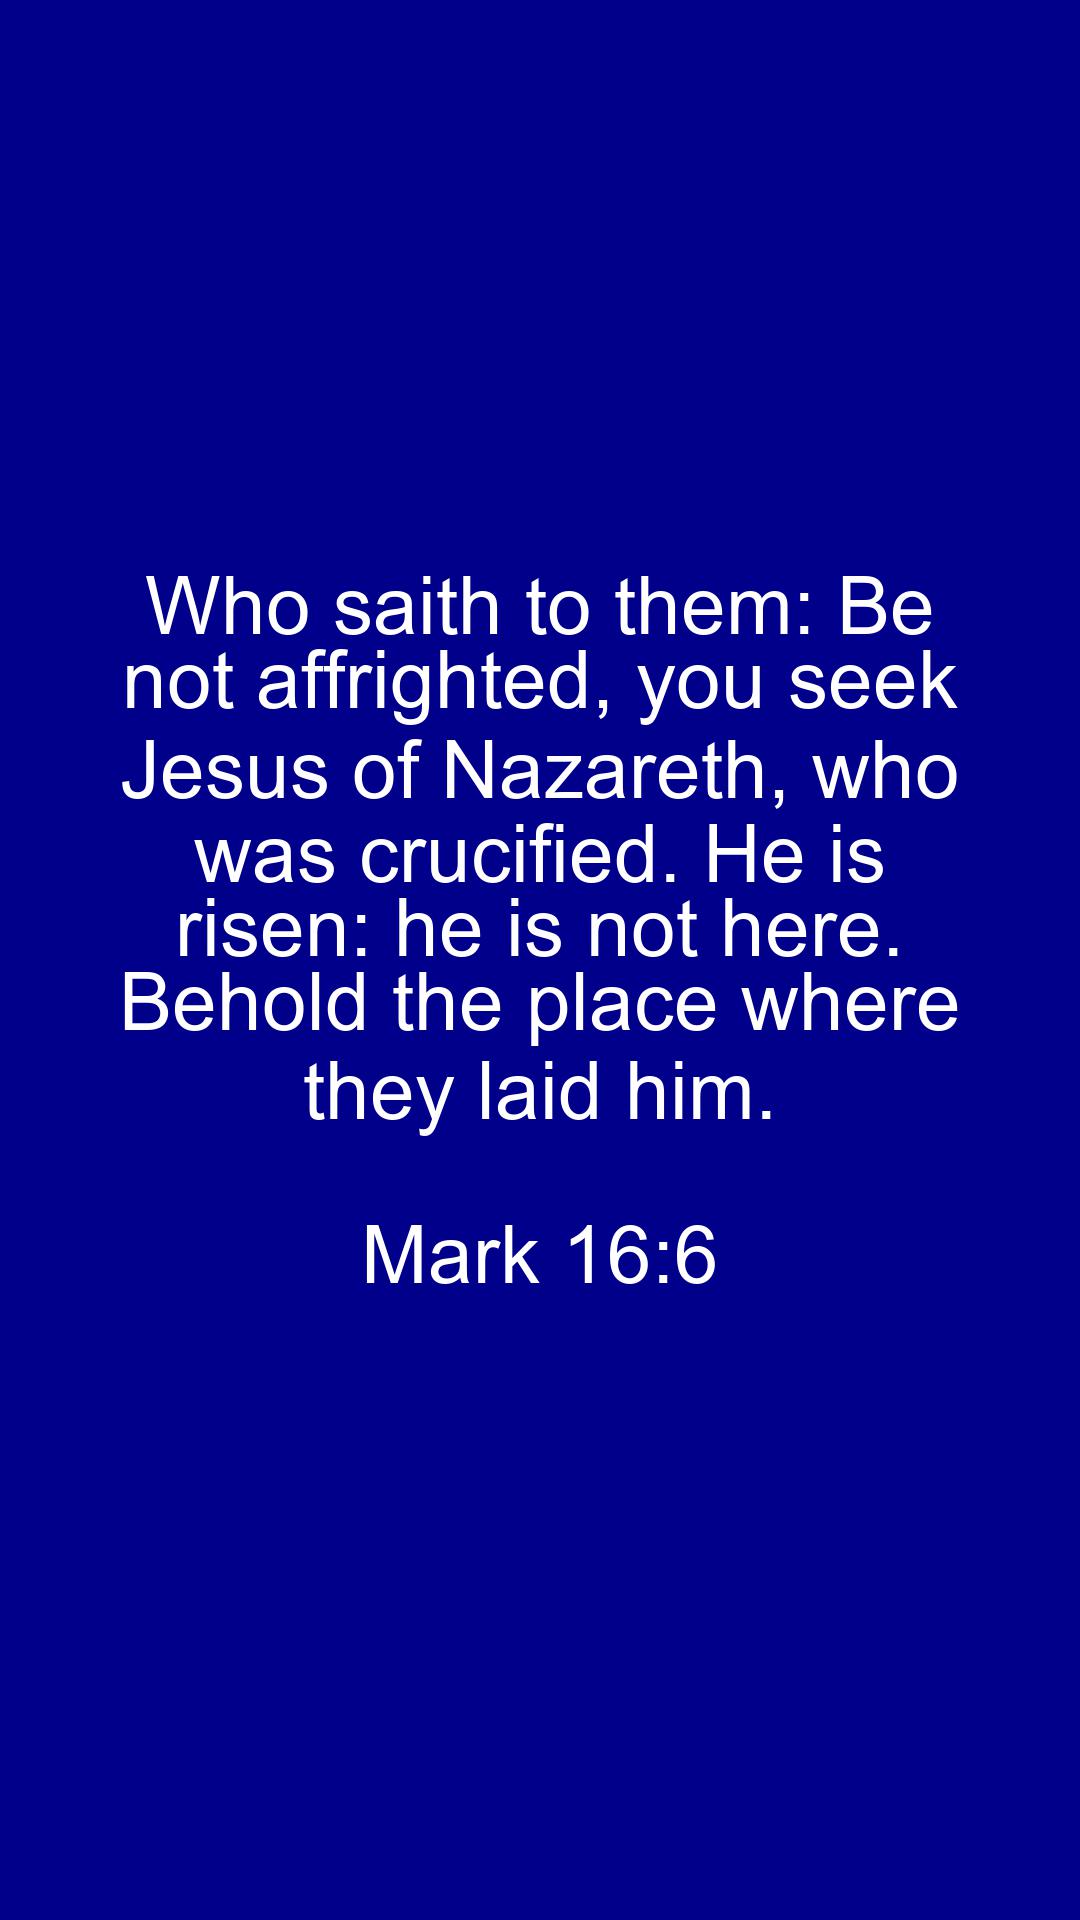 Who saith to them: Be
not affrighted, you seek
Jesus of Nazareth, who
was crucified. He is
risen: he is not here.
Behold the place where
they laid him.
Mark 16:6